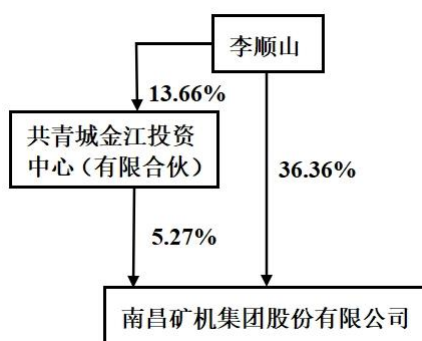 李顺山
13.66%
共青城金江投资
中心（有限合伙）
36.36%
5.27%
南昌矿机集团股份有限公司